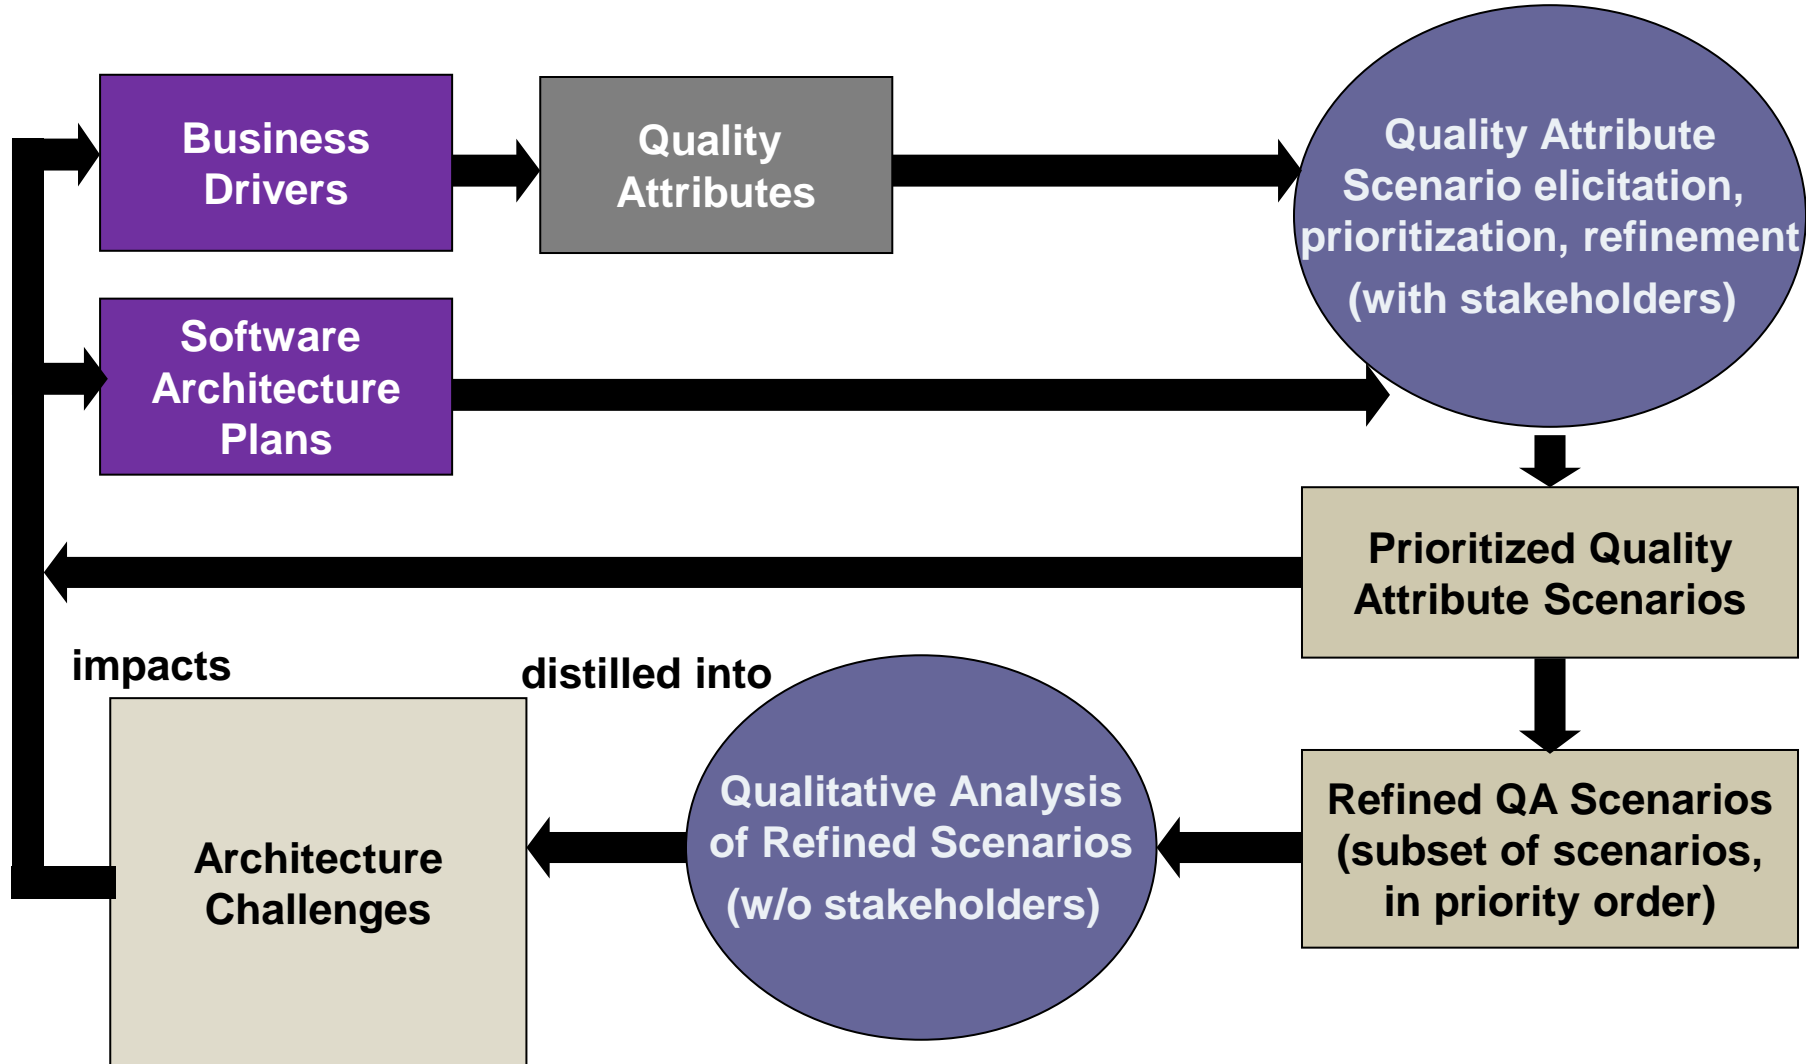 Business
Drivers
Quality
Attributes
Quality Attribute
Scenario elicitation,
prioritization, refinement
(with stakeholders)
Software
Architecture
Plans
Prioritized Quality
Attribute Scenarios
impacts
distilled into
Architecture
Challenges
Qualitative Analysis
of Refined Scenarios
(w/o stakeholders)
Refined QA Scenarios
(subset of scenarios,
in priority order)